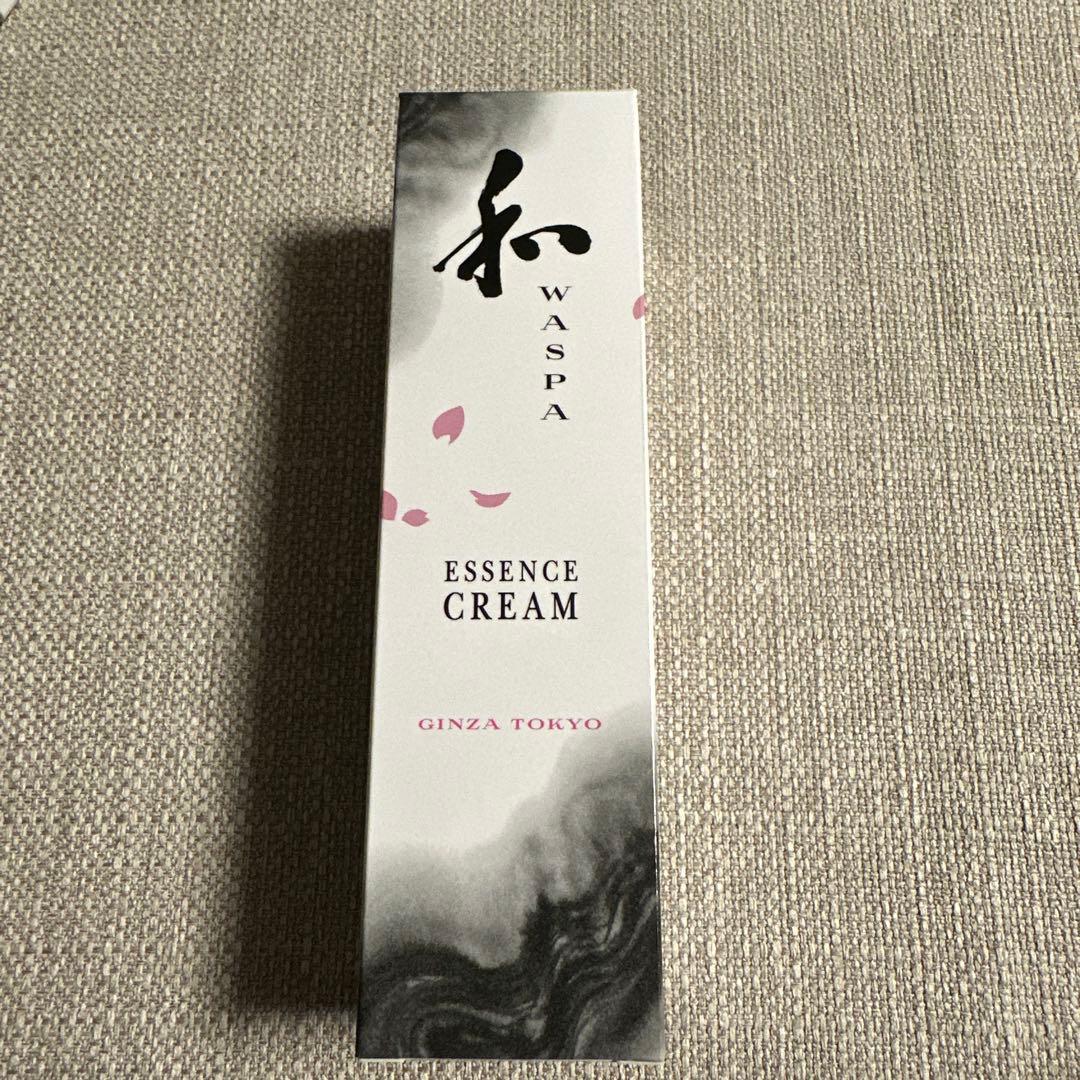 和
WASPA
ESSENCE
CREAM
GINZA TOKYO